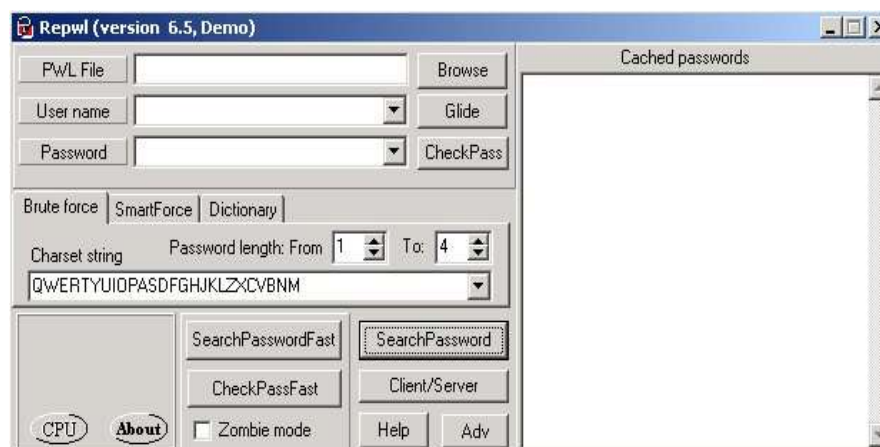 Repwl (version 6.5, Demo)
PWL File
Browse
User name
Glide
Password
CheckPass
Cached passwords
Brute force SmartForce Dictionary
Charset string Password length: From 1 To: 4
QWERTYUIOPASDFGHJKLZXCVBNM
SearchPasswordFast SearchPassword
CheckPassFast Client/Server
CPU About Zombie mode Help Adv